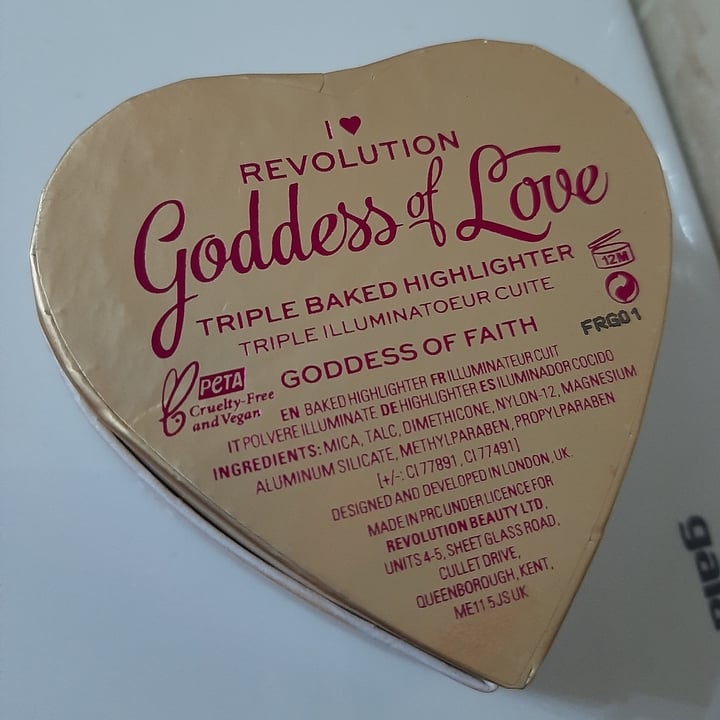 I ♥
REVOLUTION
Goddess of Love
TRIPLE BAKED HIGHLIGHTER
TRIPLE ILLUMINATOEUR CUITE
12M
FRG01
GODDESS OF FAITH
PETA
Cruelty-Free
and Vegan
EN BAKED HIGHLIGHTER FR ILLUMINATEUR CUIT
IT POLVERE ILLUMINATE DE HIGHLIGHTER ES ILUMINADOR COCIDO
INGREDIENTS: MICA, TALC, DIMETHICONE, NYLON-12, MAGNESIUM
ALUMINUM SILICATE, METHYLPARABEN, PROPYLPARABEN
[+/-: CI 77891, CI 77491]
DESIGNED AND DEVELOPED IN LONDON, UK.
MADE IN PRC UNDER LICENCE FOR
REVOLUTION BEAUTY LTD,
UNITS 4-5, SHEET GLASS ROAD,
CULLET DRIVE,
QUEENBOROUGH, KENT,
ME11 5JS UK